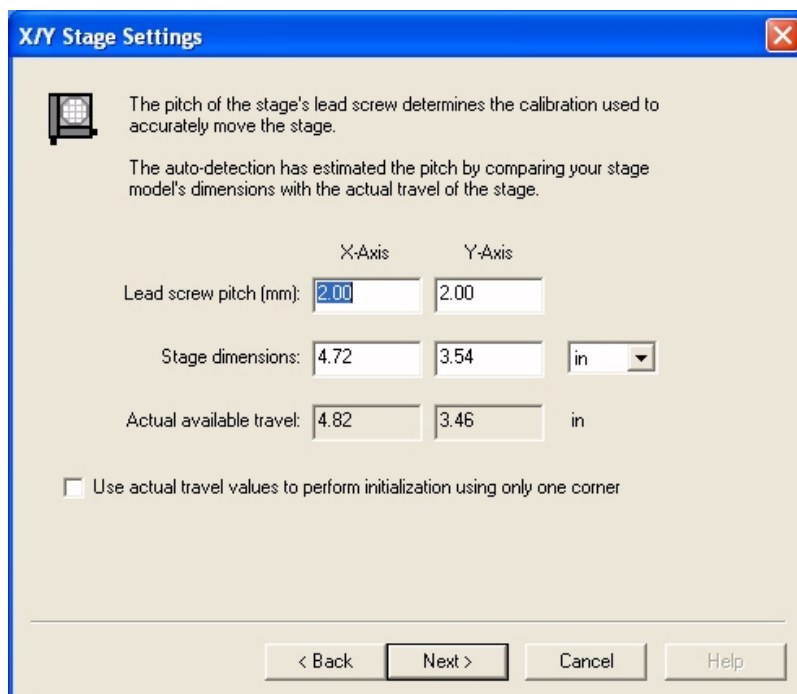 X/Y Stage Settings
The pitch of the stage's lead screw determines the calibration used to
accurately move the stage.
The auto-detection has estimated the pitch by comparing your stage
model's dimensions with the actual travel of the stage.
X-Axis Y-Axis
Lead screw pitch (mm): 2.00 2.00
Stage dimensions: 4.72 3.54 in
Actual available travel: 4.82 3.46 in
Use actual travel values to perform initialization using only one corner
< Back Next > Cancel Help